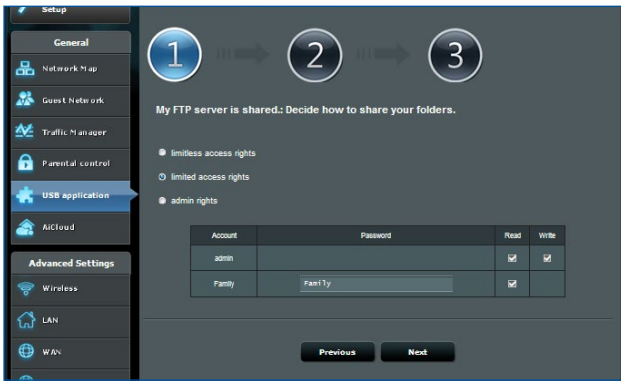 Setup
General
Network Map
Guest Network
Traffic Manager
Parental control
USB application
AiCloud
Advanced Settings
Wireless
LAN
WAN
1 2 3
My FTP server is shared.: Decide how to share your folders.
limitless access rights
limited access rights
admin rights
Account Password Read Write
admin
Family Family
Previous Next